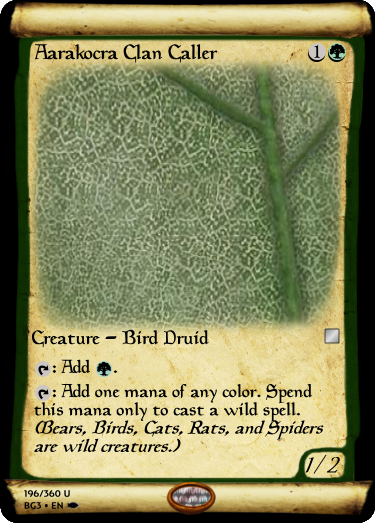 Aarakocra Clan Caller 1
Creature – Bird Druid
: Add .
: Add one mana of any color. Spend
this mana only to cast a wild spell.
(Bears, Birds, Cats, Rats, and Spiders
are wild creatures.)
1/2
196/360 U
BG3 • EN